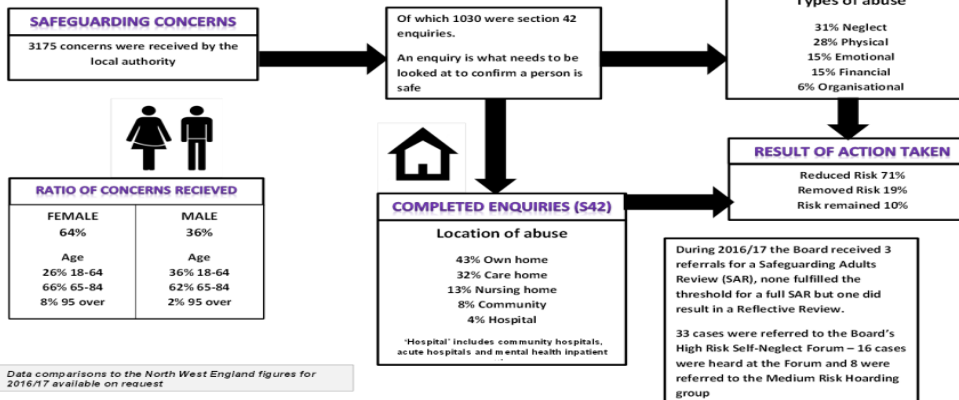 SAFEGUARDING CONCERNS
3175 concerns were received by the
local authority
Of which 1030 were section 42
enquiries.
An enquiry is what needs to be
looked at to confirm a person is
safe
Types of abuse
31% Neglect
28% Physical
15% Emotional
15% Financial
6% Organisational
RATIO OF CONCERNS RECIEVED
FEMALE
64%
Age
26% 18-64
66% 65-84
8% 95 over
MALE
36%
Age
36% 18-64
62% 65-84
2% 95 over
COMPLETED ENQUIRIES (S42)
Location of abuse
43% Own home
32% Care home
13% Nursing home
8% Community
4% Hospital
'Hospital' includes community hospitals,
acute hospitals and mental health inpatient
RESULT OF ACTION TAKEN
Reduced Risk 71%
Removed Risk 19%
Risk remained 10%
During 2016/17 the Board received 3
referrals for a Safeguarding Adults
Review (SAR), none fulfilled the
threshold for a full SAR but one did
result in a Reflective Review.
33 cases were referred to the Board's
High Risk Self-Neglect Forum – 16 cases
were heard at the Forum and 8 were
referred to the Medium Risk Hoarding
group
Data comparisons to the North West England figures for
2016/17 available on request